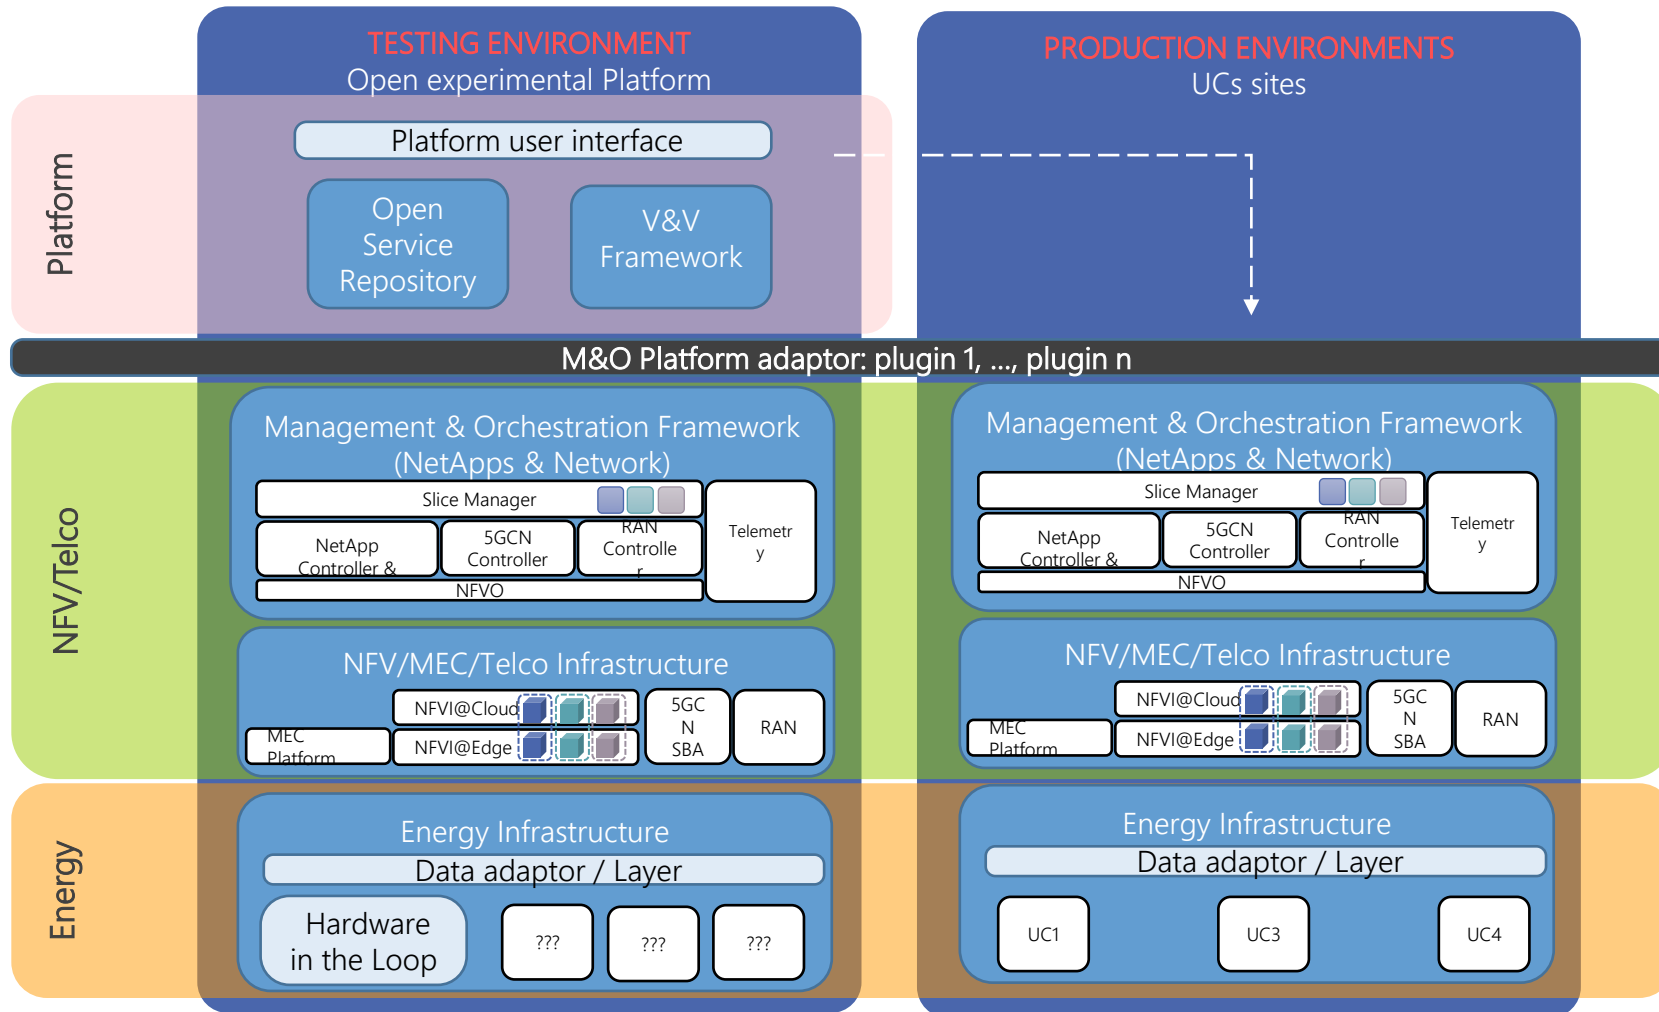 TESTING ENVIRONMENT
Open experimental Platform
PRODUCTION ENVIRONMENTS
UCs sites
Platform
Platform user interface
Open
Service
Repository
V&V
Framework
M&O Platform adaptor: plugin 1, ..., plugin n
NFV/Telco
Management & Orchestration Framework
(NetApps & Network)
Slice Manager
NetApp
Controller &
5GCN
Controller
RAN
Controlle
r
Telemetr
y
NFVO
NFV/MEC/Telco Infrastructure
NFVI@Cloud
MEC
Platform
NFVI@Edge
5GC
N
SBA
RAN
Management & Orchestration Framework
(NetApps & Network)
Slice Manager
NetApp
Controller &
5GCN
Controller
RAN
Controlle
r
Telemetr
y
NFVO
NFV/MEC/Telco Infrastructure
NFVI@Cloud
MEC
Platform
NFVI@Edge
5GC
N
SBA
RAN
Energy
Energy Infrastructure
Data adaptor / Layer
Hardware
in the Loop
???
???
???
Energy Infrastructure
Data adaptor / Layer
UC1
UC3
UC4